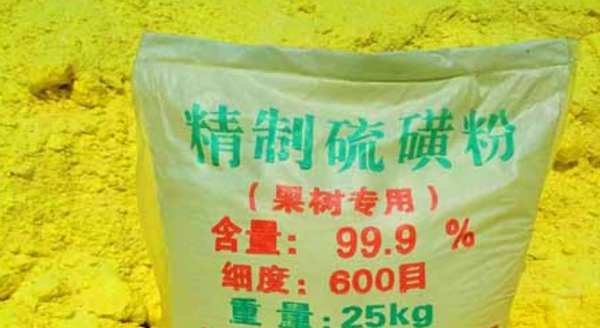 精制硫磺粉
（果树专用）
含量：99.9 %
细度：600目
重量：25kg